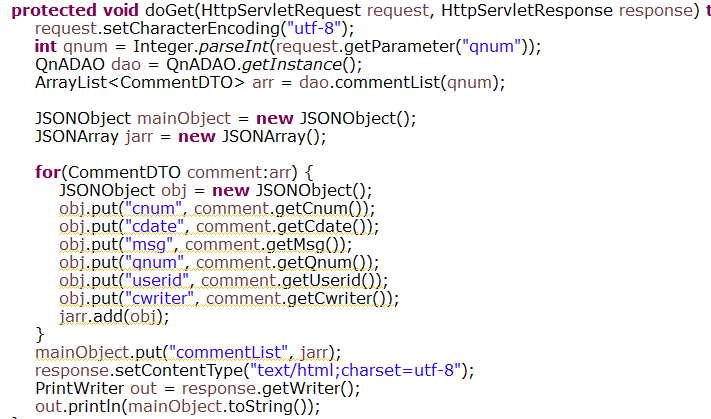 protected void doGet(HttpServletRequest request, HttpServletResponse response) t
request.setCharacterEncoding("utf-8");
int qnum = Integer.parseInt(request.getParameter("qnum"));
QnADAO dao = QnADAO.getInstance();
ArrayList<CommentDTO> arr = dao.commentList(qnum);
JSONObject mainObject = new JSONObject();
JSONArray jarr = new JSONArray();
for(CommentDTO comment:arr) {
JSONObject obj = new JSONObject();
obj.put("cnum", comment.getCnum());
obj.put("cdate", comment.getCdate());
obj.put("msg", comment.getMsg());
obj.put("qnum", comment.getQnum());
obj.put("userid", comment.getUserid());
obj.put("cwriter", comment.getCwriter());
jarr.add(obj);
}
mainObject.put("commentList", jarr);
response.setContentType("text/html;charset=utf-8");
PrintWriter out = response.getWriter();
out.println(mainObject.toString());